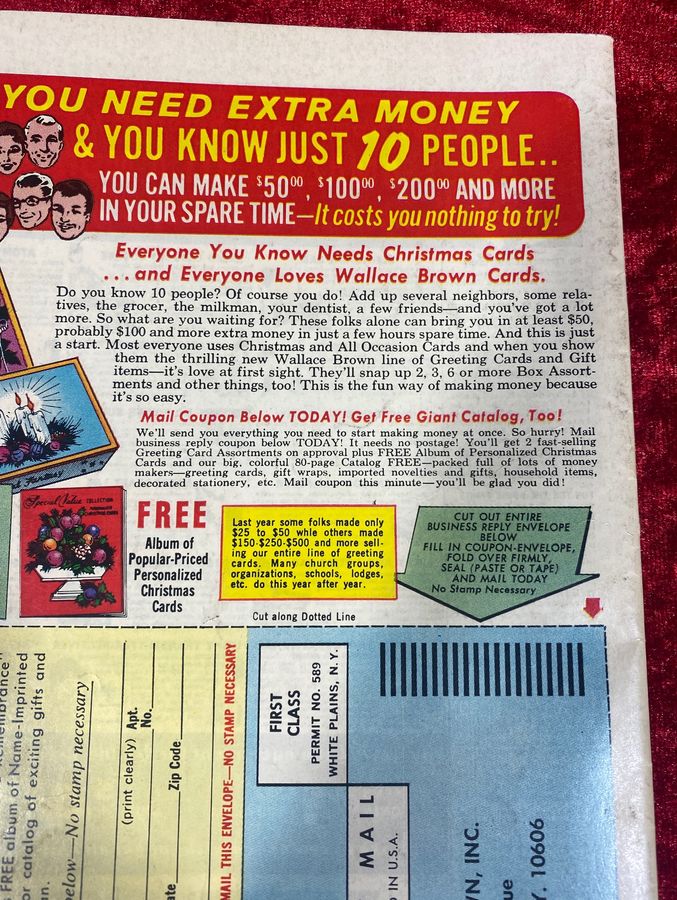 YOU NEED EXTRA MONEY
& YOU KNOW JUST 10 PEOPLE..
YOU CAN MAKE $50⁰⁰, $100⁰⁰, $200⁰⁰ AND MORE
IN YOUR SPARE TIME—It costs you nothing to try!
Everyone You Know Needs Christmas Cards
...and Everyone Loves Wallace Brown Cards.
Do you know 10 people? Of course you do! Add up several neighbors, some rela-
tives, the grocer, the milkman, your dentist, a few friends—and you've got a lot
more. So what are you waiting for? These folks alone can bring you in at least $50,
probably $100 and more extra money in just a few hours spare time. And this is just
a start. Most everyone uses Christmas and All Occasion Cards and when you show
them the thrilling new Wallace Brown line of Greeting Cards and Gift
items—it's love at first sight. They'll snap up 2, 3, 6 or more Box Assort-
ments and other things, too! This is the fun way of making money because
it's so easy.
Mail Coupon Below TODAY! Get Free Giant Catalog, Too!
We'll send you everything you need to start making money at once. So hurry! Mail
business reply coupon below TODAY! It needs no postage! You'll get 2 fast-selling
Greeting Card Assortments on approval plus FREE Album of Personalized Christmas
Cards and our big, colorful 80-page Catalog FREE—packed full of lots of money
makers—greeting cards, gift wraps, imported novelties and gifts, household items,
decorated stationery, etc. Mail coupon this minute—you'll be glad you did!
Special Value COLLECTION
FREE
Album of
Popular-Priced
Personalized
Christmas
Cards
Last year some folks made only
$25 to $50 while others made
$150-$250-$500 and more sell-
ing our entire line of greeting
cards. Many church groups,
organizations, schools, lodges,
etc. do this year after year.
CUT OUT ENTIRE
BUSINESS REPLY ENVELOPE
BELOW
FILL IN COUPON-ENVELOPE,
FOLD OVER FIRMLY,
SEAL (PASTE OR TAPE)
AND MAIL TODAY
No Stamp Necessary
Cut along Dotted Line
FREE album of Name-Imprinted
or catalog of exciting gifts and
elow—No stamp necessary
(print clearly)
Apt.
No.
Zip Code
MAIL THIS ENVELOPE—NO STAMP NECESSARY
FIRST
CLASS
PERMIT NO. 589
WHITE PLAINS, N.Y.
MAIL
IN U.S.A.
N, INC.
ue
Y. 10606